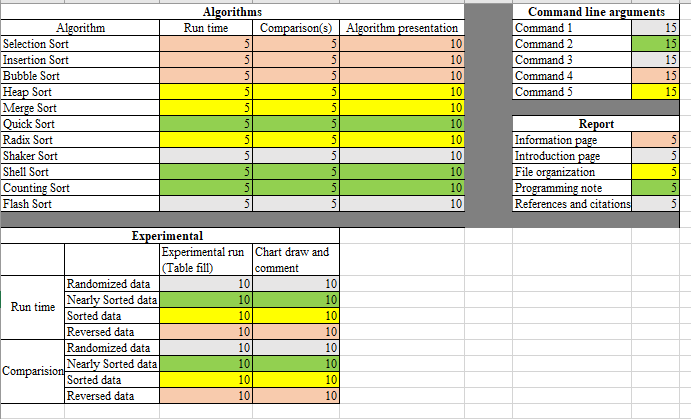 Algorithms
Algorithm Run time Comparison(s) Algorithm presentation
Selection Sort 5 5 10
Insertion Sort 5 5 10
Bubble Sort 5 5 10
Heap Sort 5 5 10
Merge Sort 5 5 10
Quick Sort 5 5 10
Radix Sort 5 5 10
Shaker Sort 5 5 10
Shell Sort 5 5 10
Counting Sort 5 5 10
Flash Sort 5 5 10
Command line arguments
Command 1 15
Command 2 15
Command 3 15
Command 4 15
Command 5 15
Report
Information page 5
Introduction page 5
File organization 5
Programming note 5
References and citations 5
Experimental
Experimental run Chart draw and
(Table fill) comment
Run time
Randomized data 10 10
Nearly Sorted data 10 10
Sorted data 10 10
Reversed data 10 10
Comparision
Randomized data 10 10
Nearly Sorted data 10 10
Sorted data 10 10
Reversed data 10 10